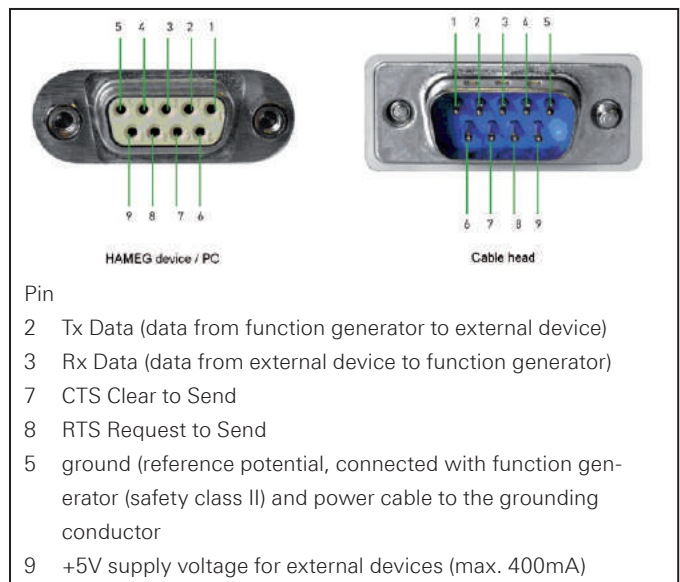 5 4 3 2 1
1 2 3 4 5
9 8 7 6
6 7 8 9
HAMEG device / PC
Cable head
Pin
2 Tx Data (data from function generator to external device)
3 Rx Data (data from external device to function generator)
7 CTS Clear to Send
8 RTS Request to Send
5 ground (reference potential, connected with function gen-
erator (safety class II) and power cable to the grounding
conductor
9 +5V supply voltage for external devices (max. 400mA)